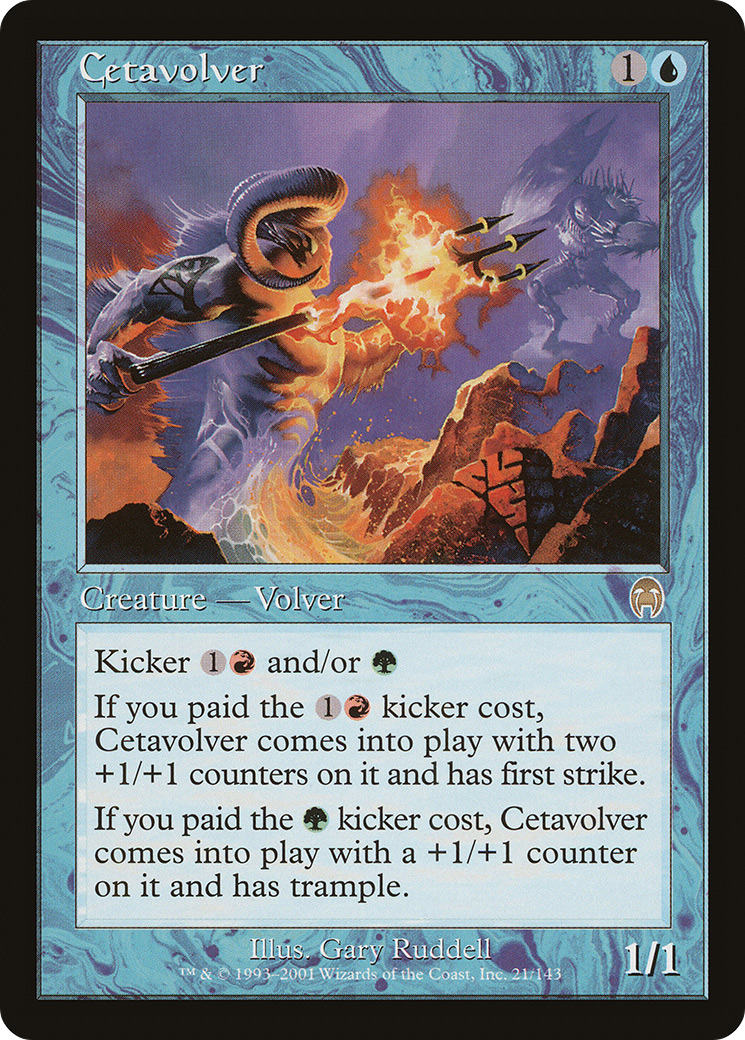 Cetavolver 1
Creature — Volver
Kicker 1 and/or
If you paid the 1 kicker cost,
Cetavolver comes into play with two
+1/+1 counters on it and has first strike.
If you paid the kicker cost, Cetavolver
comes into play with a +1/+1 counter
on it and has trample.
Illus. Gary Ruddell
™ & © 1993–2001 Wizards of the Coast, Inc. 21/143
1/1